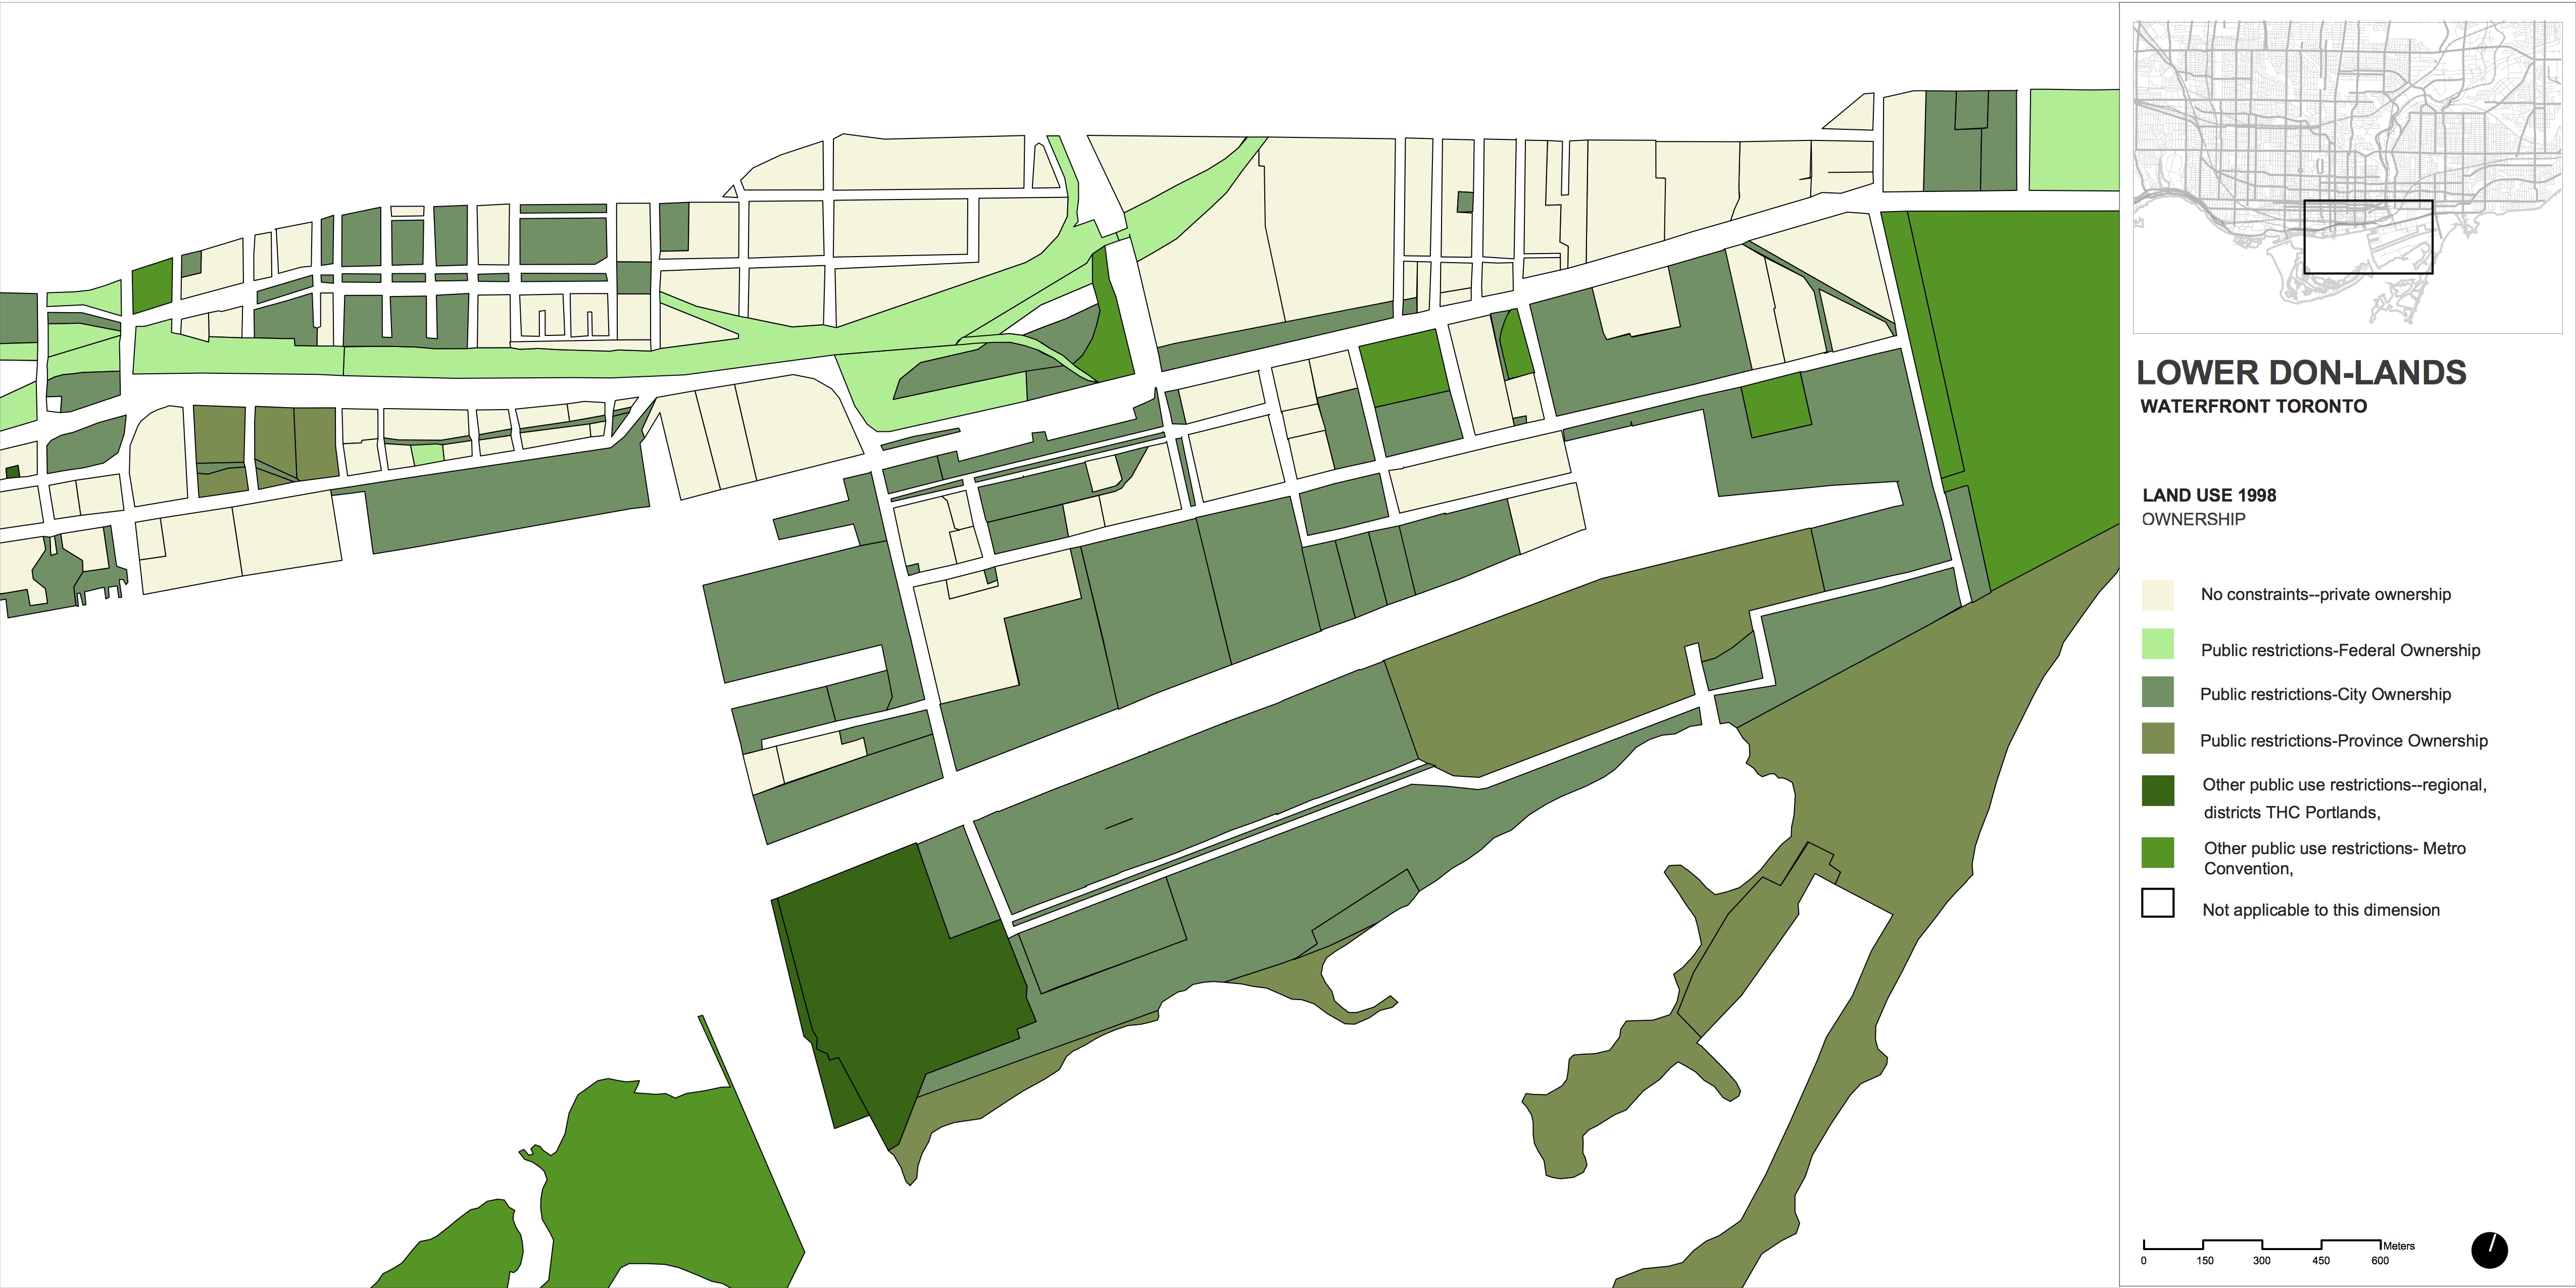 LOWER DON-LANDS
WATERFRONT TORONTO
LAND USE 1998
OWNERSHIP
No constraints--private ownership
Public restrictions-Federal Ownership
Public restrictions-City Ownership
Public restrictions-Province Ownership
Other public use restrictions--regional,
districts THC Portlands,
Other public use restrictions- Metro
Convention,
Not applicable to this dimension
Meters
0 150 300 450 600